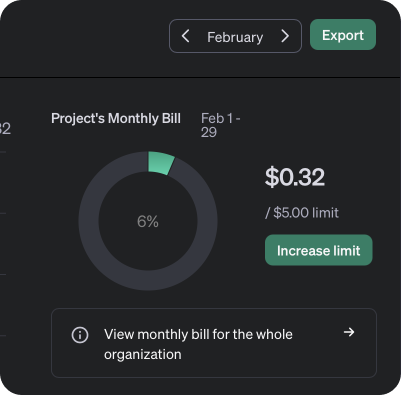 February
Export
32
Project's Monthly Bill
Feb 1 -
29
$0.32
6%
/ $5.00 limit
Increase limit
View monthly bill for the whole
organization